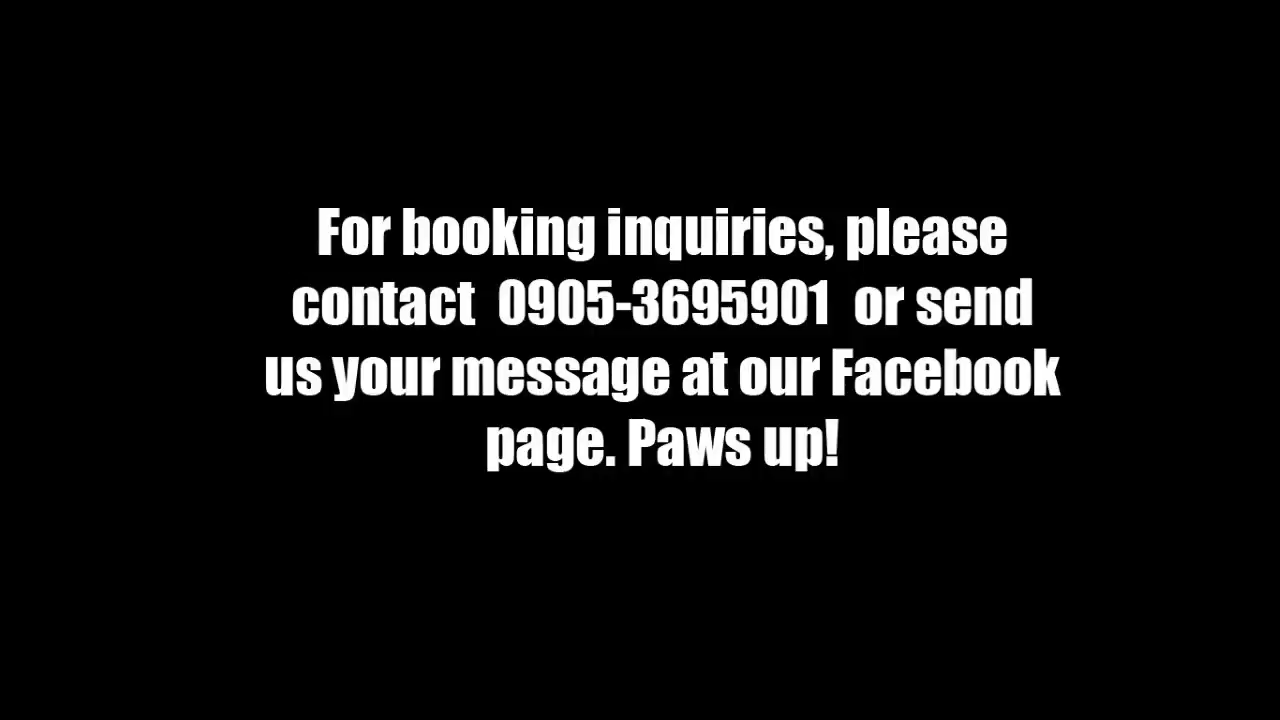 For booking inquiries, please
contact 0905-3695901 or send
us your message at our Facebook
page. Paws up!